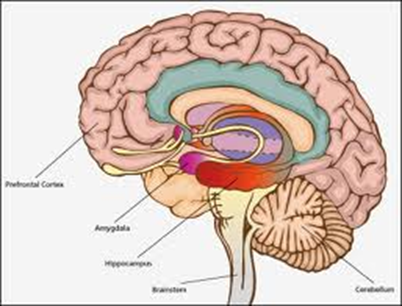 Prefrontal Cortex
Amygdala
Hippocampus
Brainstem
Cerebellum